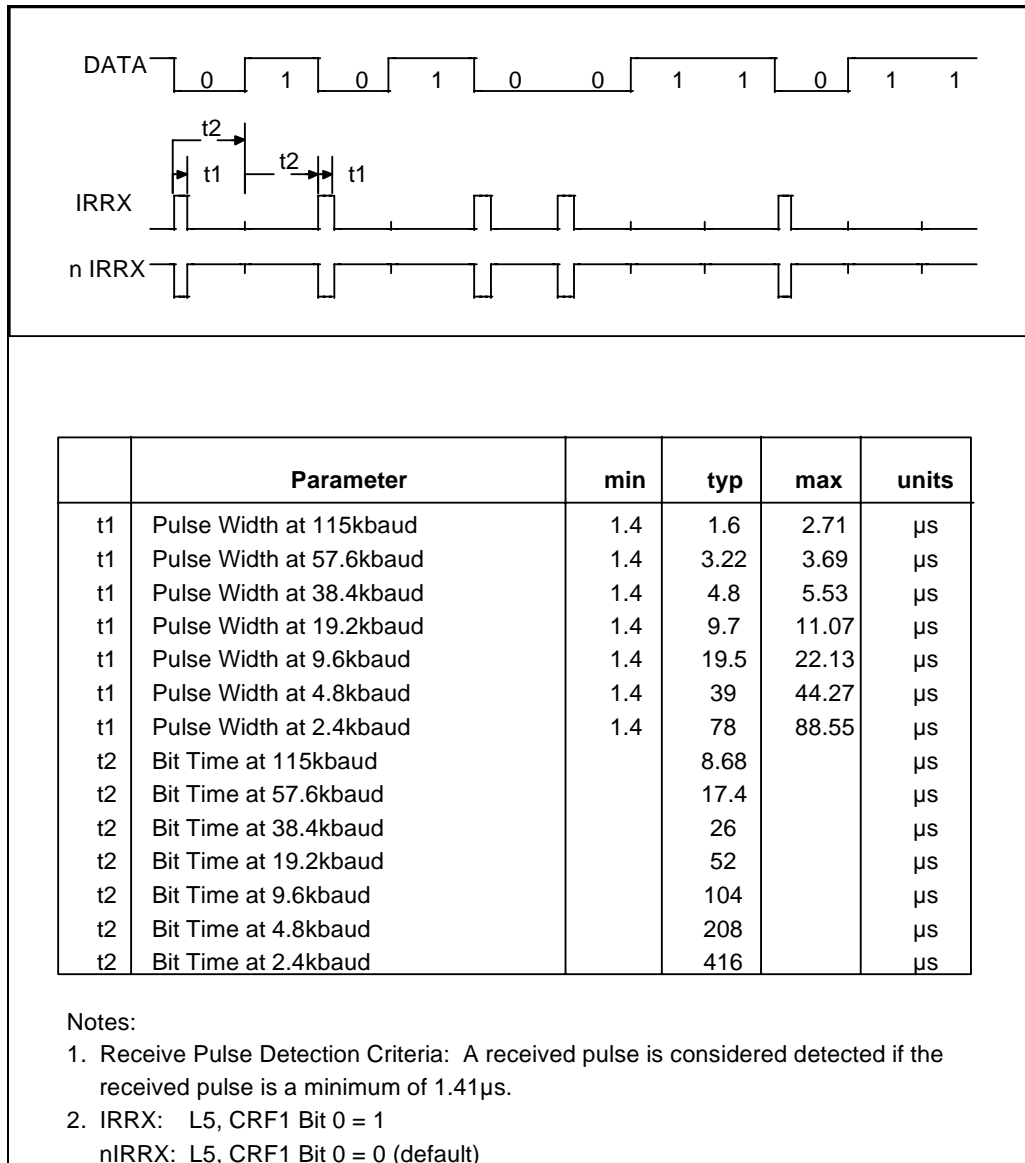 DATA 0 1 0 1 0 0 1 1 0 1 1
t2
t1 t2 t1
IRRX
n IRRX
Parameter min typ max units
t1 Pulse Width at 115kbaud 1.4 1.6 2.71 µs
t1 Pulse Width at 57.6kbaud 1.4 3.22 3.69 µs
t1 Pulse Width at 38.4kbaud 1.4 4.8 5.53 µs
t1 Pulse Width at 19.2kbaud 1.4 9.7 11.07 µs
t1 Pulse Width at 9.6kbaud 1.4 19.5 22.13 µs
t1 Pulse Width at 4.8kbaud 1.4 39 44.27 µs
t1 Pulse Width at 2.4kbaud 1.4 78 88.55 µs
t2 Bit Time at 115kbaud 8.68 µs
t2 Bit Time at 57.6kbaud 17.4 µs
t2 Bit Time at 38.4kbaud 26 µs
t2 Bit Time at 19.2kbaud 52 µs
t2 Bit Time at 9.6kbaud 104 µs
t2 Bit Time at 4.8kbaud 208 µs
t2 Bit Time at 2.4kbaud 416 µs
Notes:
1. Receive Pulse Detection Criteria: A received pulse is considered detected if the
received pulse is a minimum of 1.41µs.
2. IRRX: L5, CRF1 Bit 0 = 1
nIRRX: L5, CRF1 Bit 0 = 0 (default)